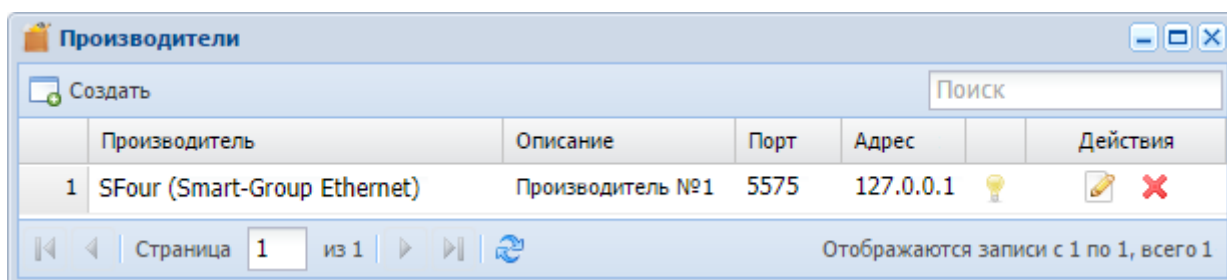 Производители
Создать Поиск
Производитель Описание Порт Адрес Действия
1 SFour (Smart-Group Ethernet) Производитель №1 5575 127.0.0.1
Страница 1 из 1 Отображаются записи с 1 по 1, всего 1